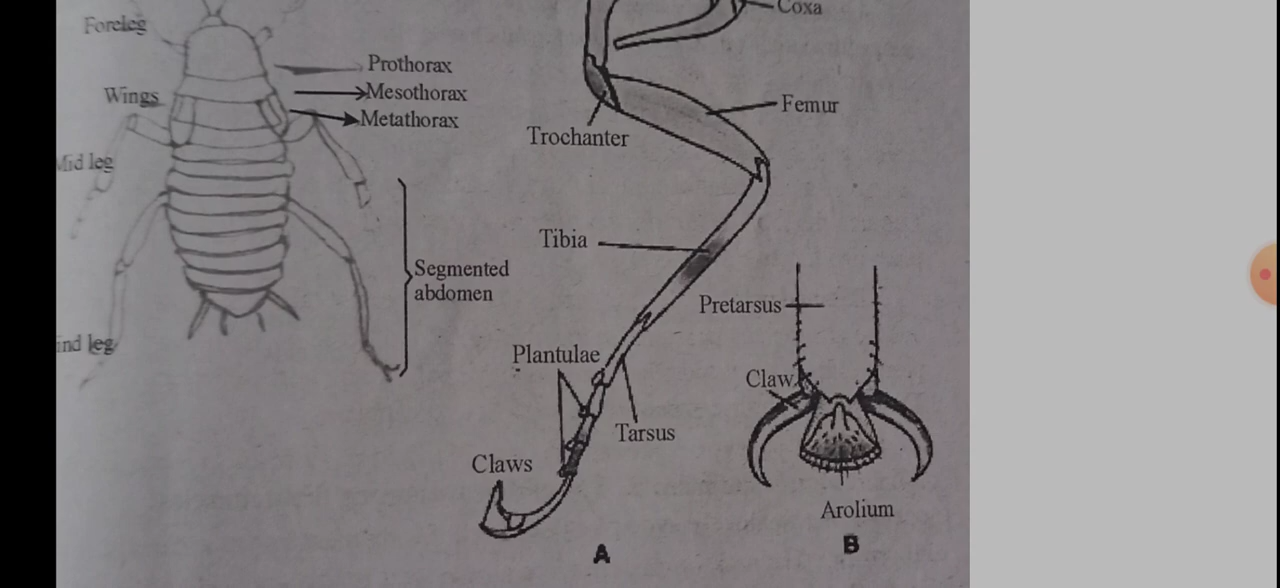 Foreleg
Prothorax
Wings
Mesothorax
Metathorax
Mid leg
Segmented
abdomen
ind leg
Coxa
Femur
Trochanter
Tibia
Plantulae
Tarsus
Claws
A
Pretarsus
Claw
Arolium
B